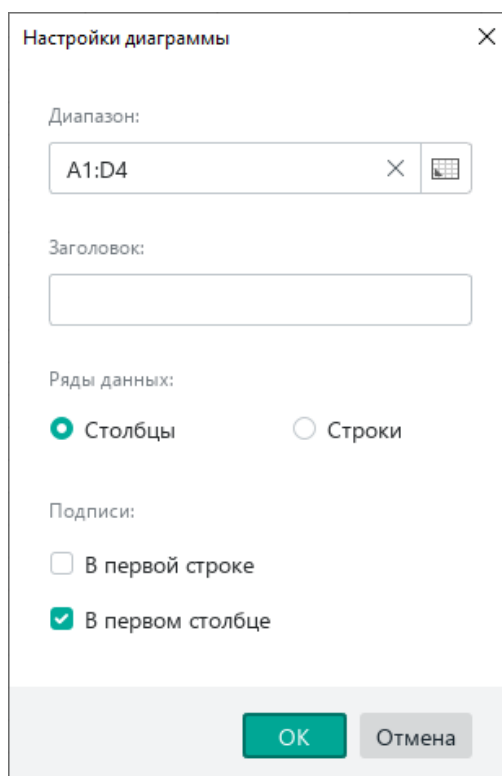 Настройки диаграммы
Диапазон:
A1:D4
Заголовок:
Ряды данных:
Столбцы Строки
Подписи:
В первой строке
В первом столбце
ОК Отмена